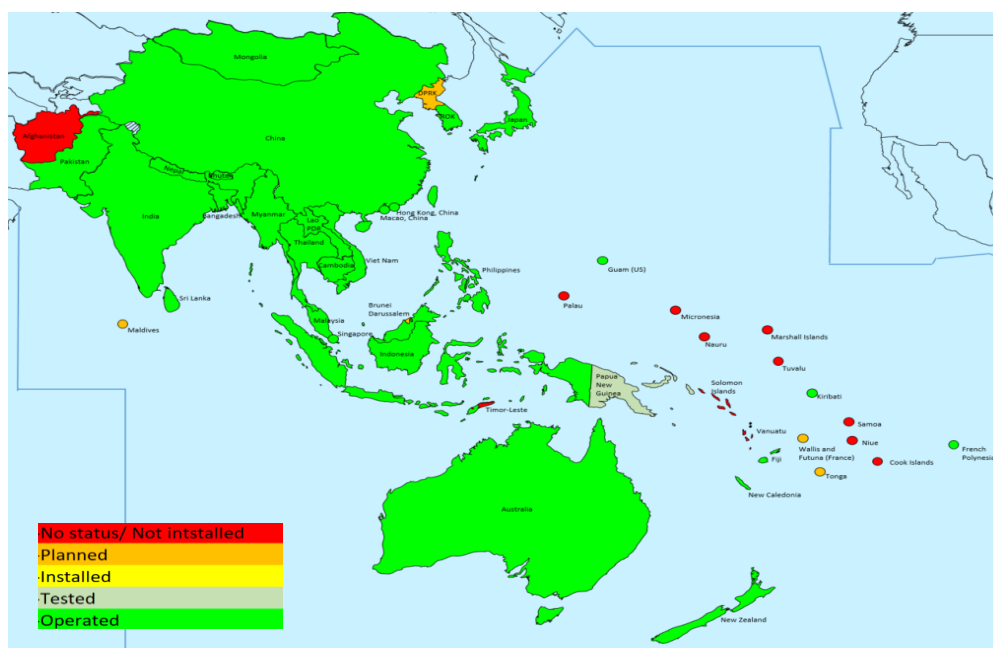 Mongolia
DPRK
ROK
Japan
China
Afghanistan
Pakistan
Nepal
Bhutan
India
Bangladesh
Myanmar
Hong Kong, China
Macao, China
Lao
PDR
Thailand
Cambodia
Viet Nam
Philippines
Guam (US)
Sri Lanka
Maldives
Palau
Micronesia
Brunei
Darussalem
Malaysia
Singapore
Marshall Islands
Nauru
Indonesia
Tuvalu
Papua
New
Guinea
Solomon
Islands
Kiribati
Timor-Leste
Samoa
Vanuatu
Niue
Wallis and
Futuna (France)
French
Polynesi
Fiji
Cook Islands
Tonga
New Caledonia
Australia
New Zealand
·No status/ Not intstalled
·Planned
·Installed
·Tested
·Operated